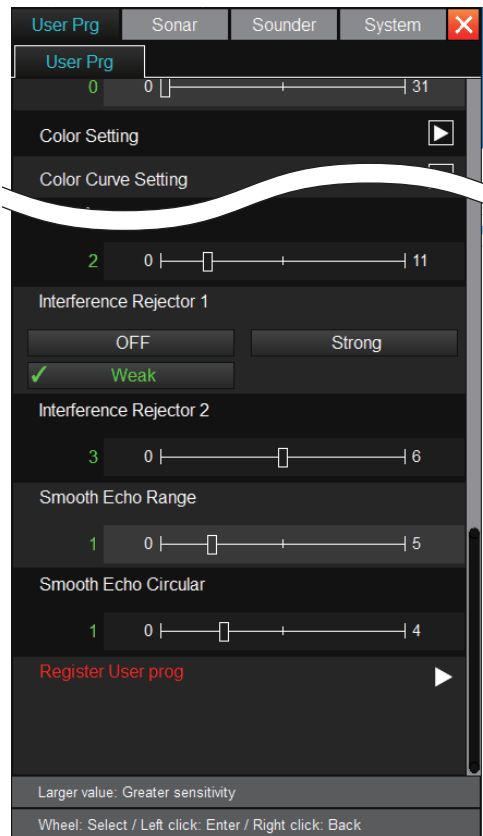 User Prg Sonar Sounder System
User Prg
0 0 31
Color Setting
Color Curve Setting
2 0 11
Interference Rejector 1
OFF Strong
✓ Weak
Interference Rejector 2
3 0 6
Smooth Echo Range
1 0 5
Smooth Echo Circular
1 0 4
Register User prog
Larger value: Greater sensitivity
Wheel: Select / Left click: Enter / Right click: Back